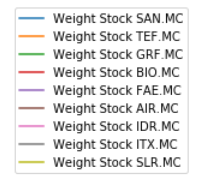 Weight Stock SAN.MC
Weight Stock TEF.MC
Weight Stock GRF.MC
Weight Stock BIO.MC
Weight Stock FAE.MC
Weight Stock AIR.MC
Weight Stock IDR.MC
Weight Stock ITX.MC
Weight Stock SLR.MC